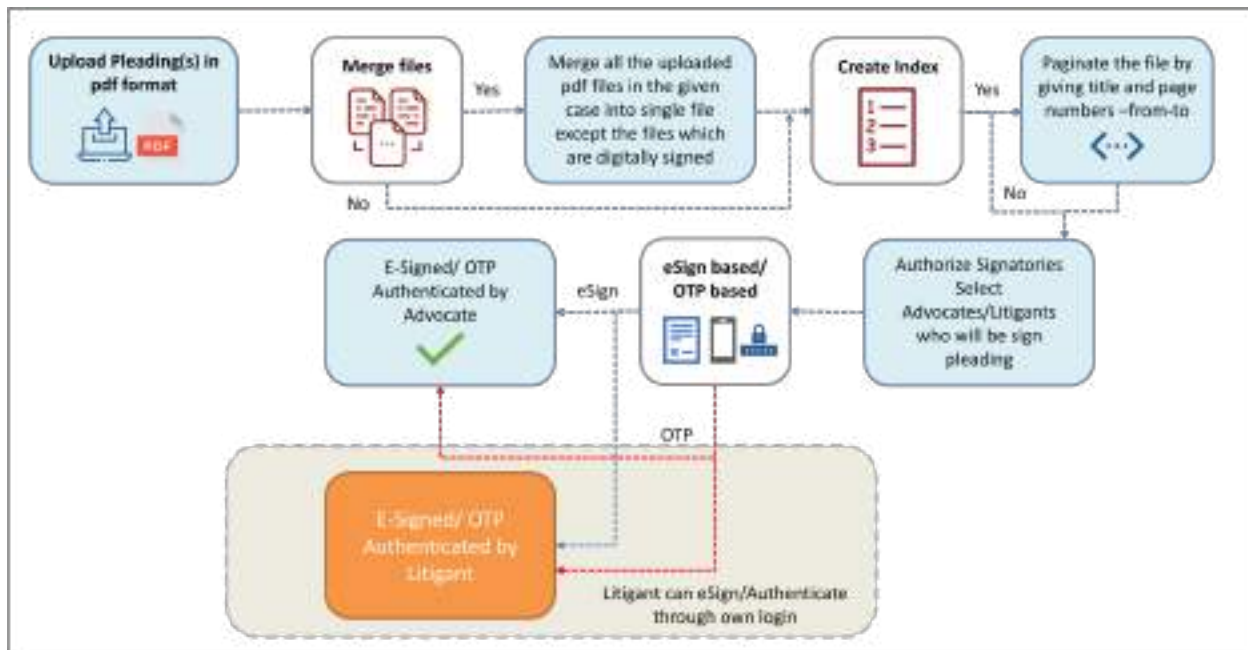 Upload Pleading(s) in
pdf format
PDF
Merge files
Yes
No
Merge all the uploaded
pdf files in the given
case into single file
except the files which
are digitally signed
Create Index
1
2
3
Yes
No
Paginate the file by
giving title and page
numbers –from-to
Authorize Signatories
Select
Advocates/Litigants
who will be sign
pleading
eSign based/
OTP based
eSign
OTP
E-Signed/ OTP
Authenticated by
Advocate
E-Signed/ OTP
Authenticated by
Litigant
Litigant can eSign/Authenticate
through own login